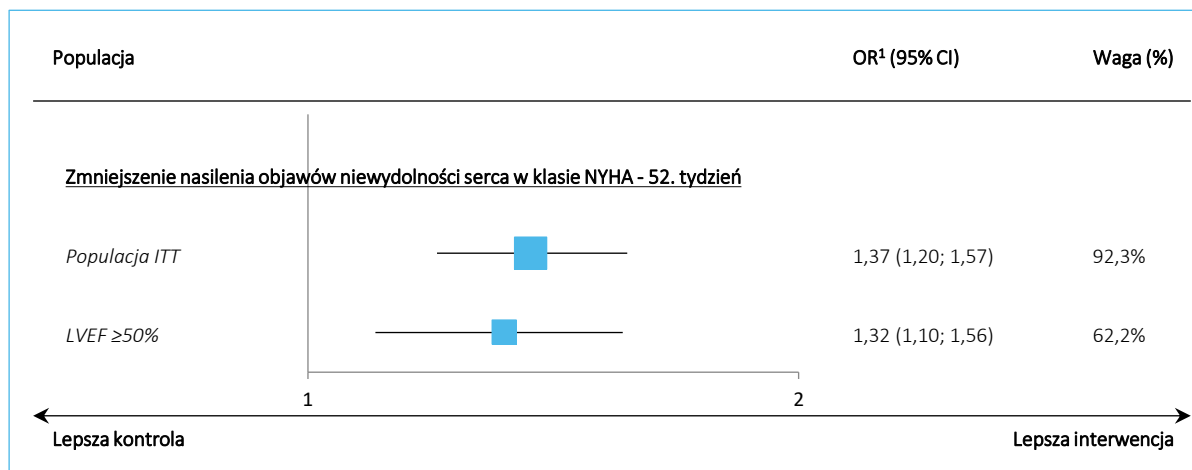 Populacja OR¹ (95% CI) Waga (%)
Zmniejszenie nasilenia objawów niewydolności serca w klasie NYHA - 52. tydzień
Populacja ITT 1,37 (1,20; 1,57) 92,3%
LVEF ≥50% 1,32 (1,10; 1,56) 62,2%
1 2
Lepsza kontrola Lepsza interwencja